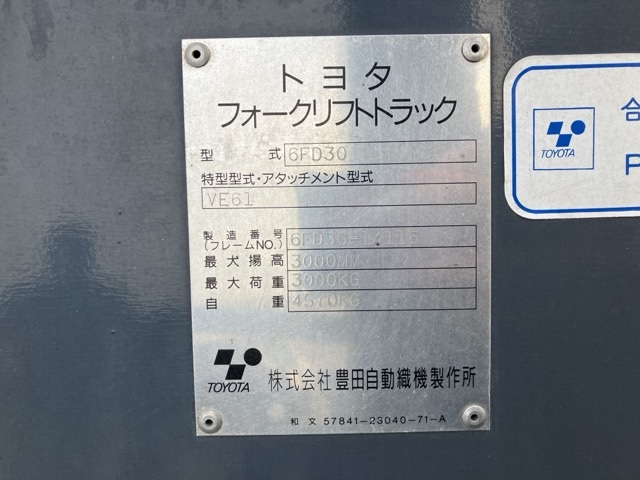 トヨタ
フォークリフトトラック
型 式 6FD30
特型型式・アタッチメント型式
VE61
製造番号
(フレームNO.)
最大揚高 3000MM
最大荷重 3000KG
自 重
TOYOTA 株式会社豊田自動織機製作所
和文 57841-23040-71-A
TOYOTA
合
P